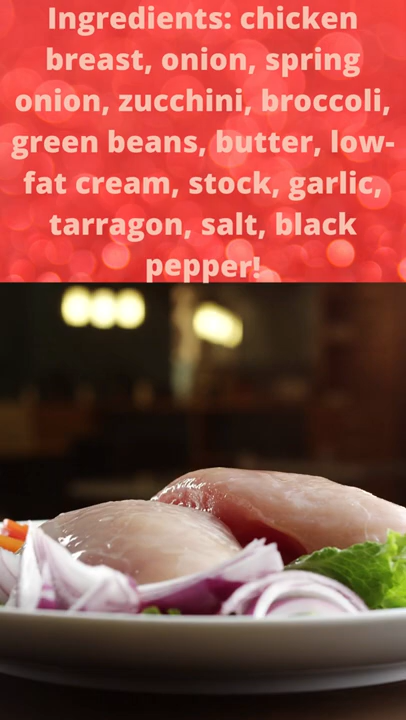 Ingredients: chicken
breast, onion, spring
onion, zucchini, broccoli,
green beans, butter, low-
fat cream, stock, garlic,
tarragon, salt, black
pepper!